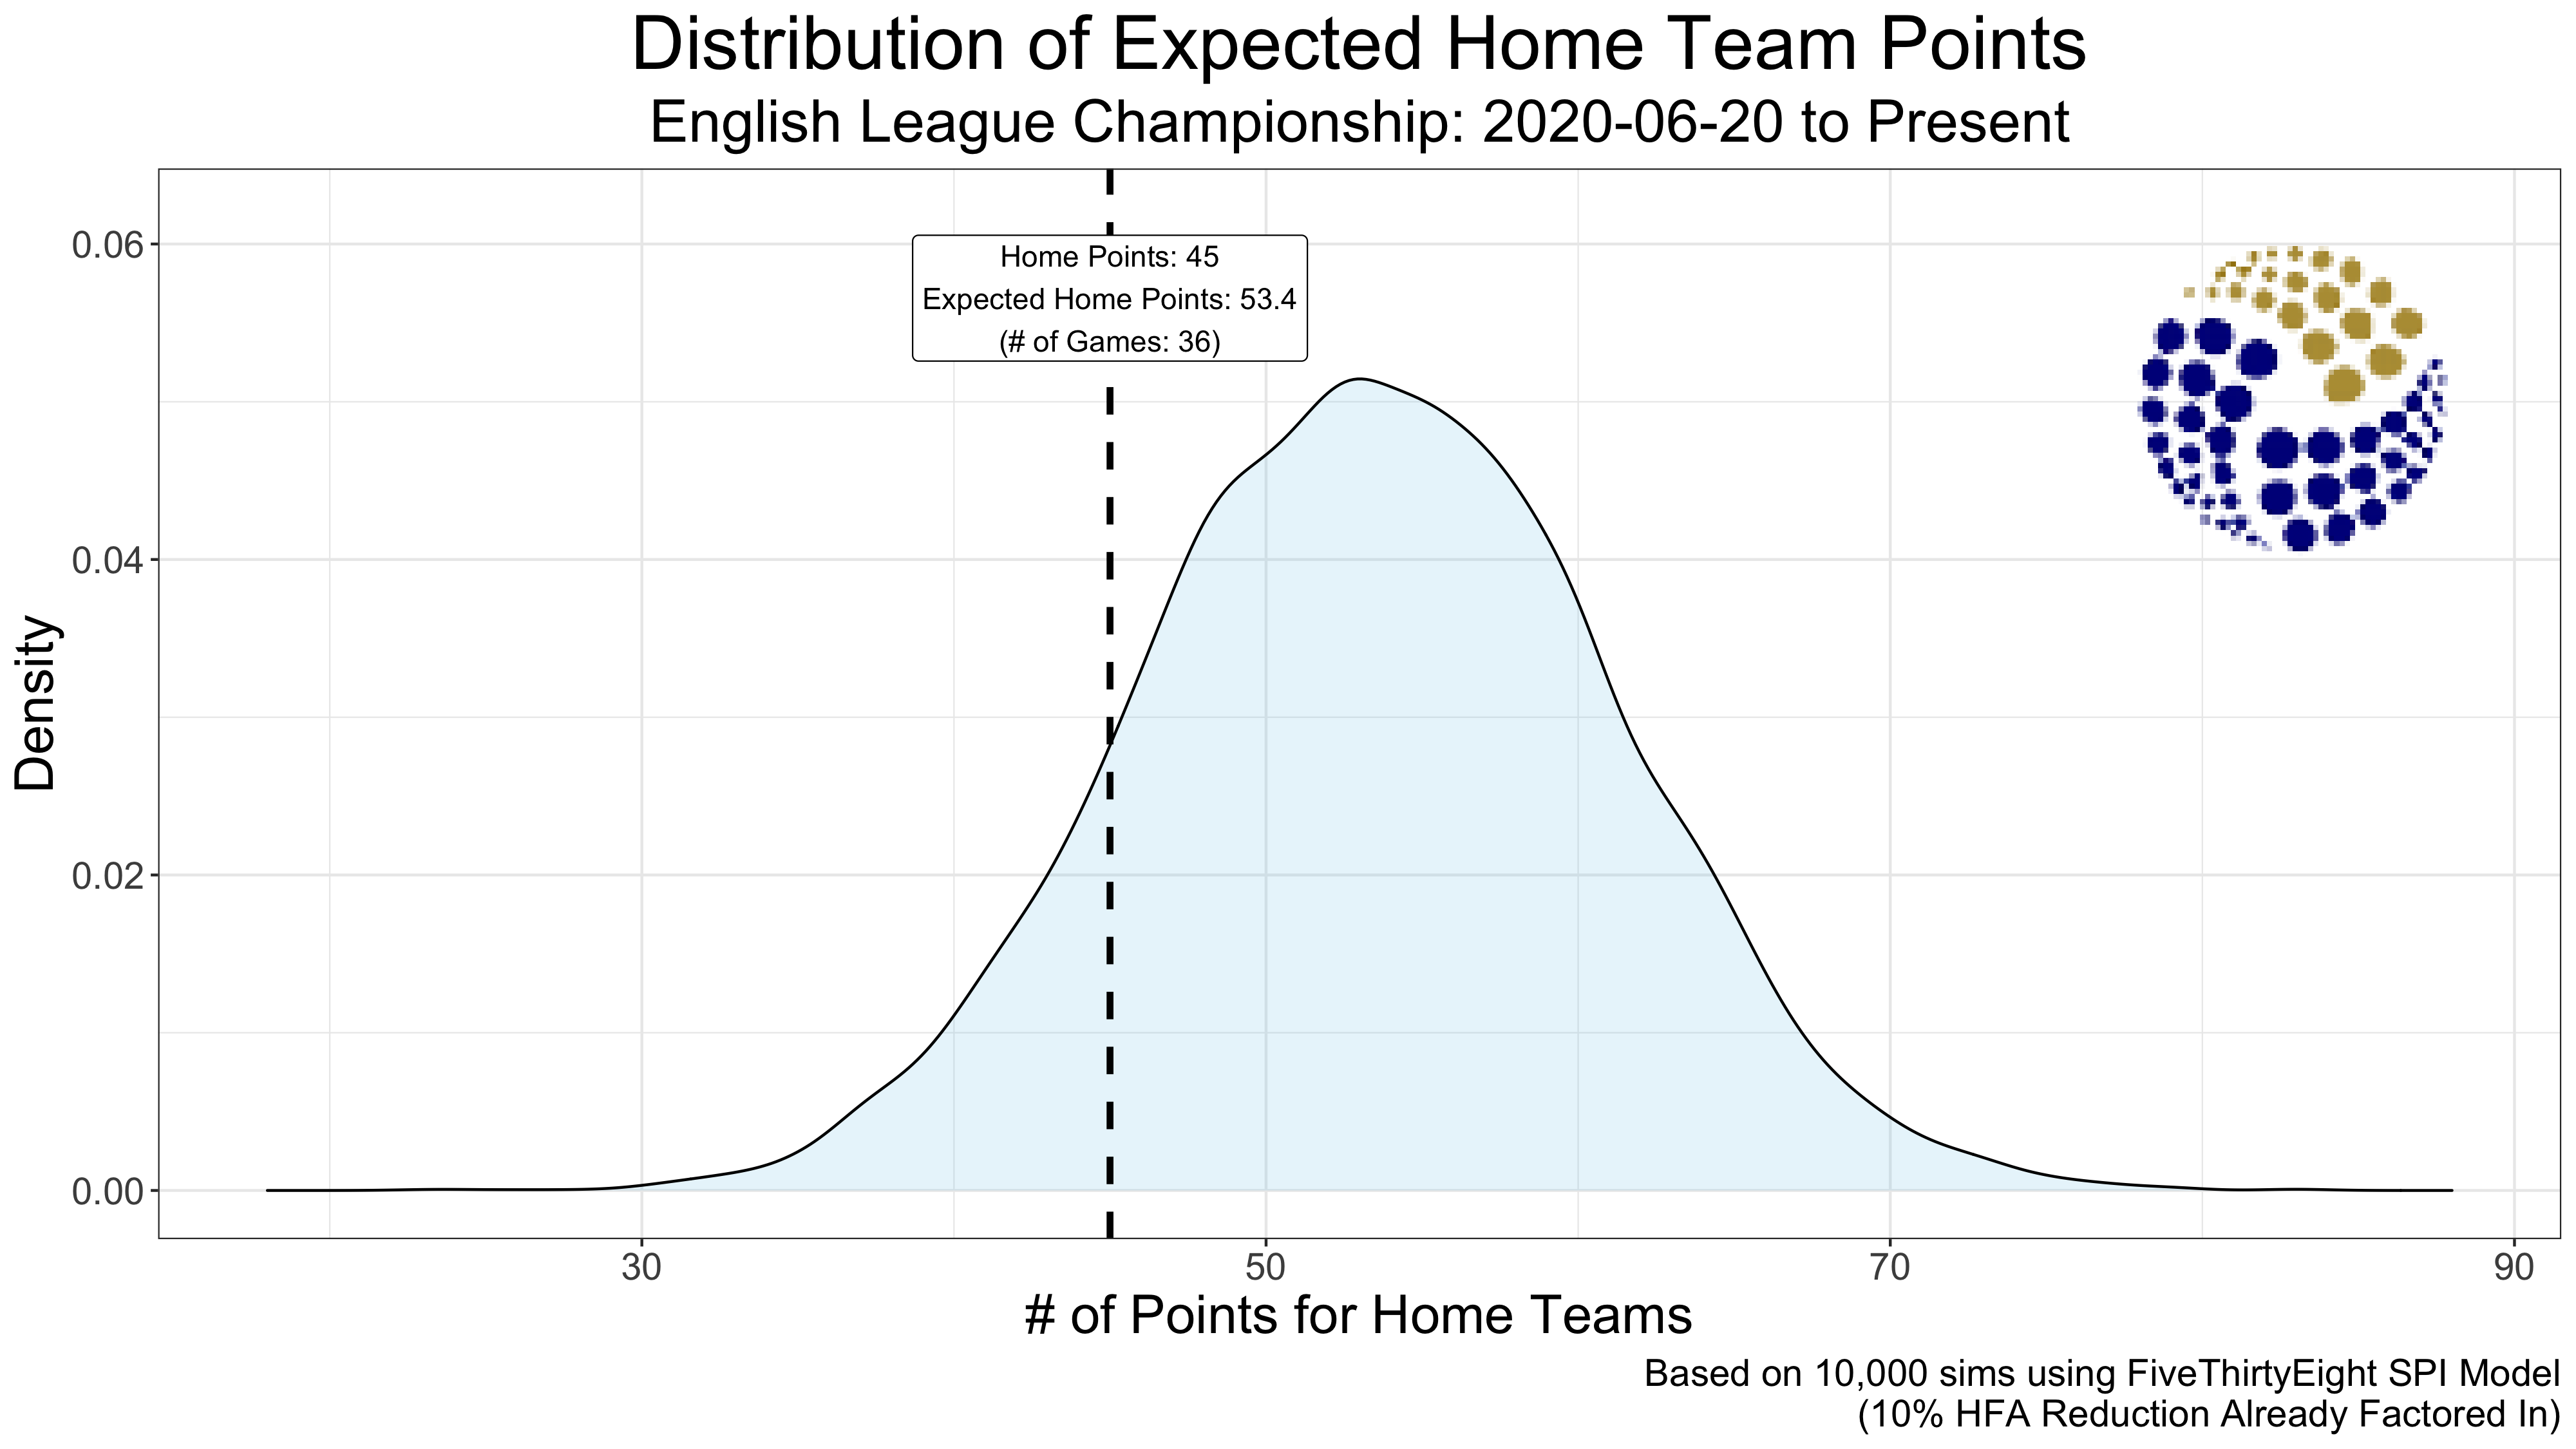 Distribution of Expected Home Team Points
English League Championship: 2020-06-20 to Present
Home Points: 45
Expected Home Points: 53.4
(# of Games: 36)
0.06
0.04
0.02
0.00
Density
30 50 70 90
# of Points for Home Teams
Based on 10,000 sims using FiveThirtyEight SPI Model
(10% HFA Reduction Already Factored In)